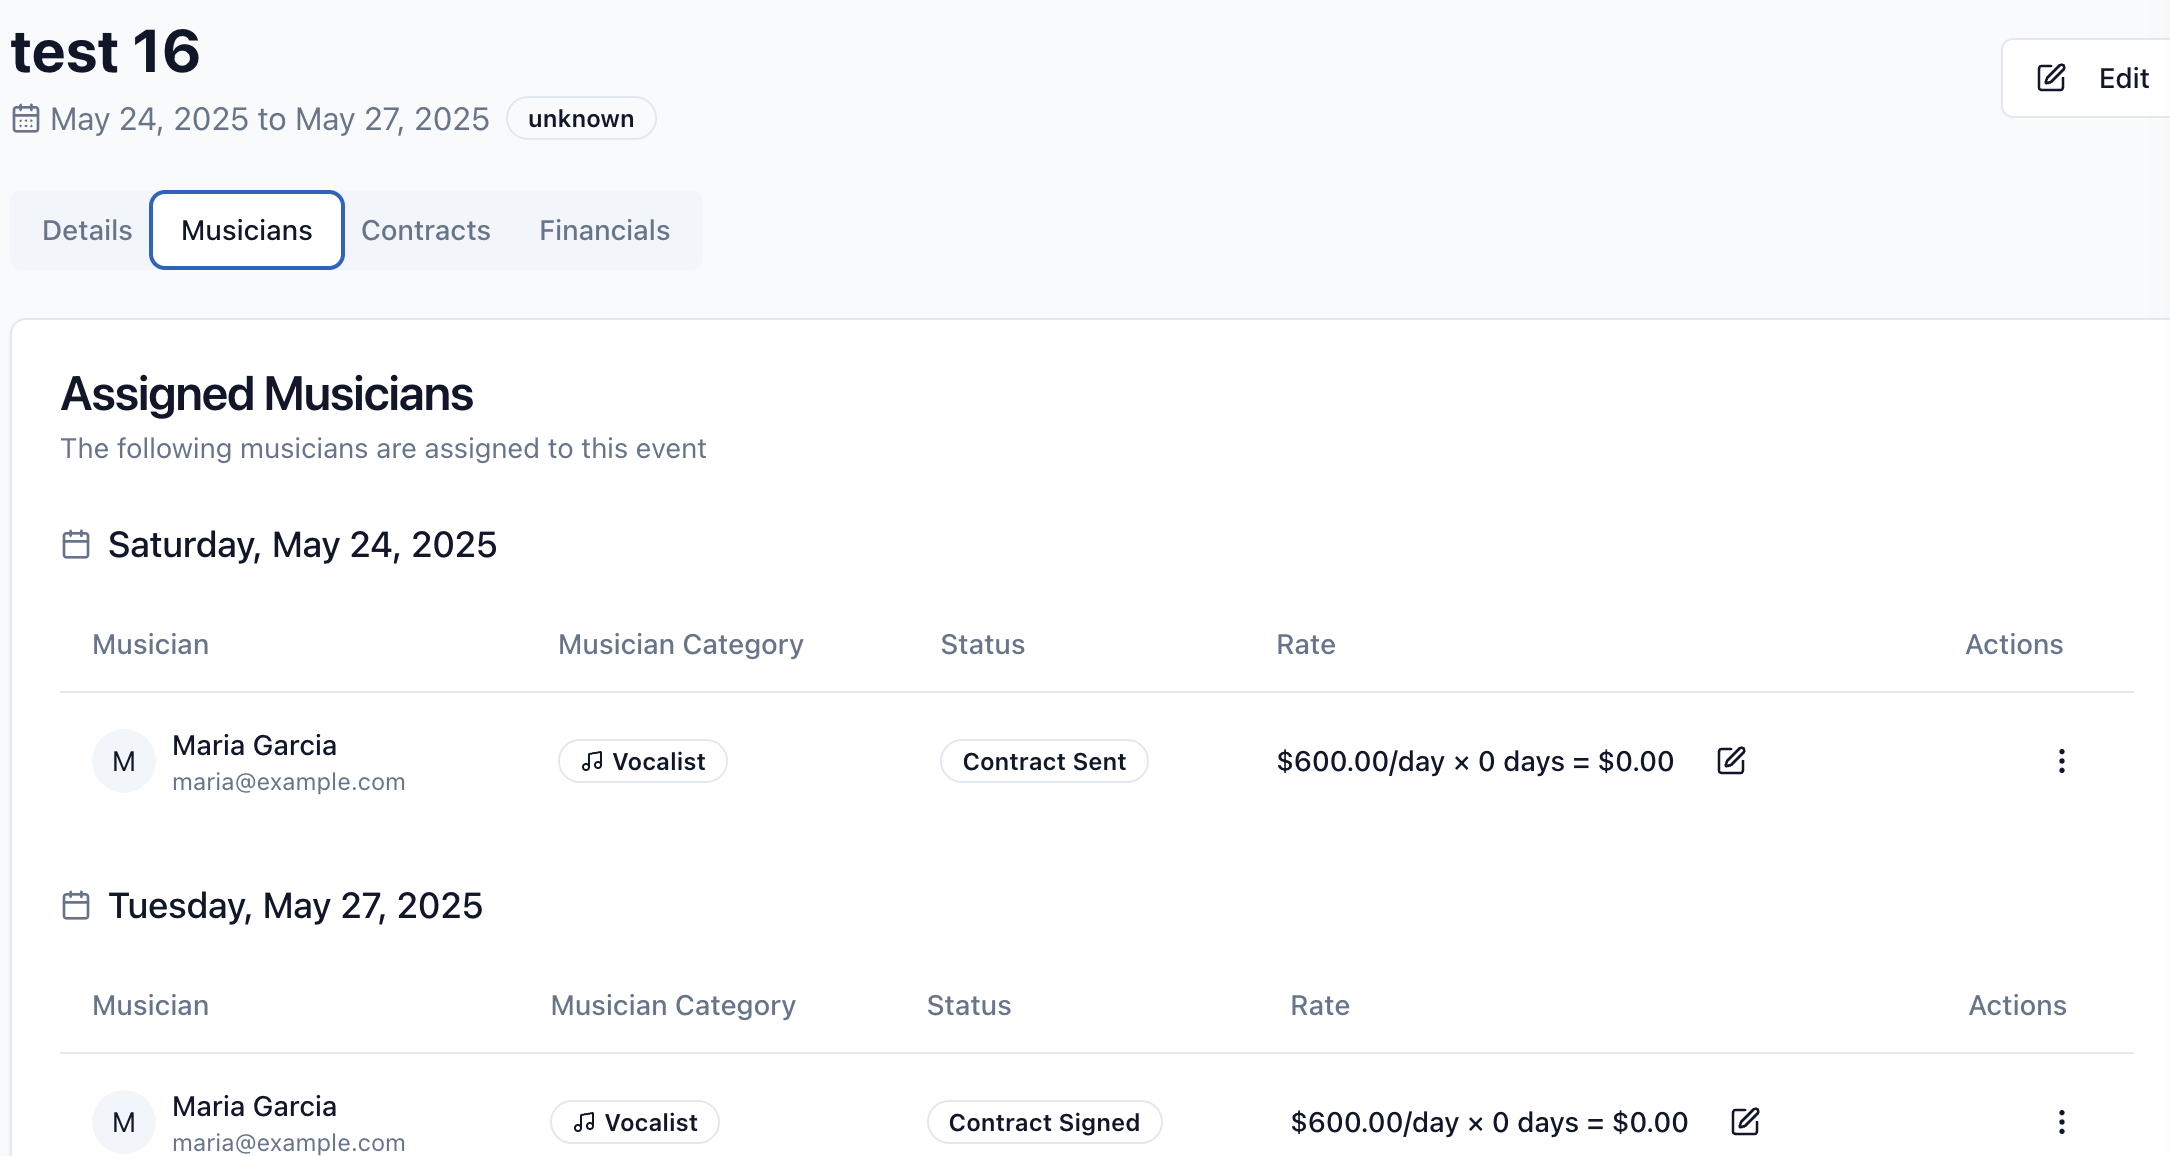 test 16
Edit
May 24, 2025 to May 27, 2025 unknown
Details Musicians Contracts Financials
Assigned Musicians
The following musicians are assigned to this event
Saturday, May 24, 2025
Musician Musician Category Status Rate Actions
M Maria Garcia Vocalist Contract Sent $600.00/day × 0 days = $0.00
maria@example.com
Tuesday, May 27, 2025
Musician Musician Category Status Rate Actions
M Maria Garcia Vocalist Contract Signed $600.00/day × 0 days = $0.00
maria@example.com